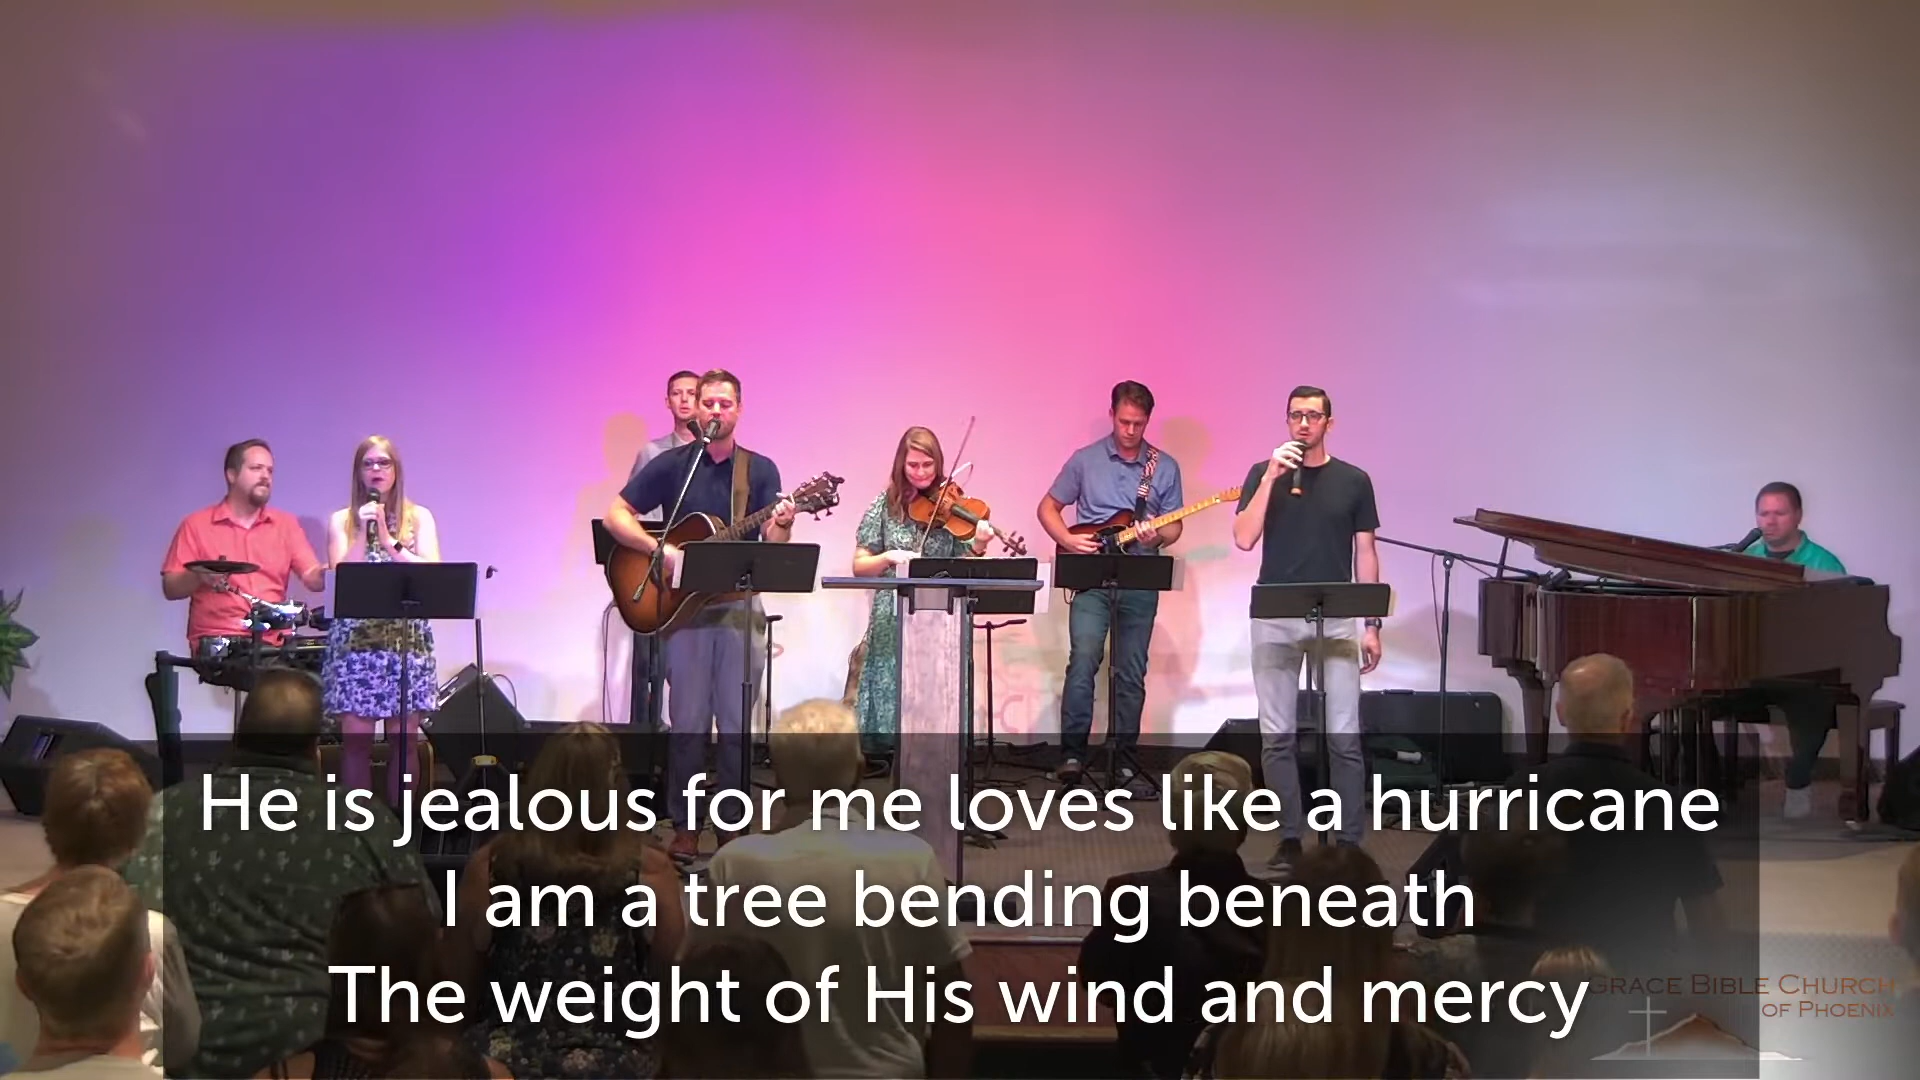 He is jealous for me loves like a hurricane
I am a tree bending beneath
The weight of His wind and mercy
GRACE BIBLE CHURCH
OF PHOENIX